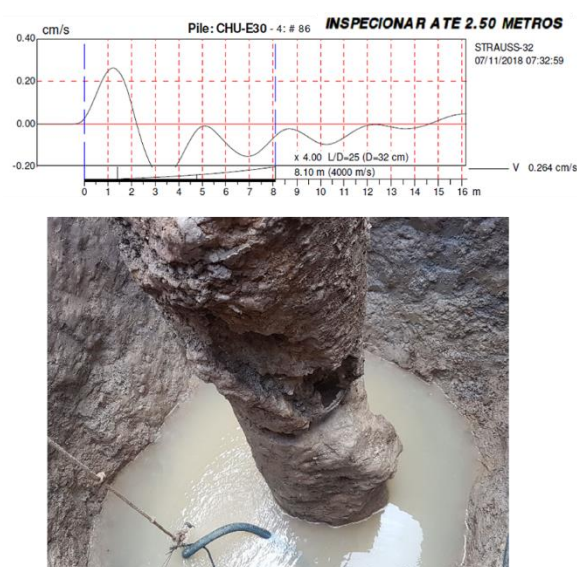 cm/s
Pile: CHU-E30 - 4: # 86
INSPECIONAR ATE 2.50 METROS
STRAUSS-32
07/11/2018 07:32:59
0.40
0.20
0.00
-0.20
x 4.00 L/D=25 (D=32 cm)
8.10 m (4000 m/s)
V 0.264 cm/s
0 1 2 3 4 5 6 7 8 9 10 11 12 13 14 15 16 m